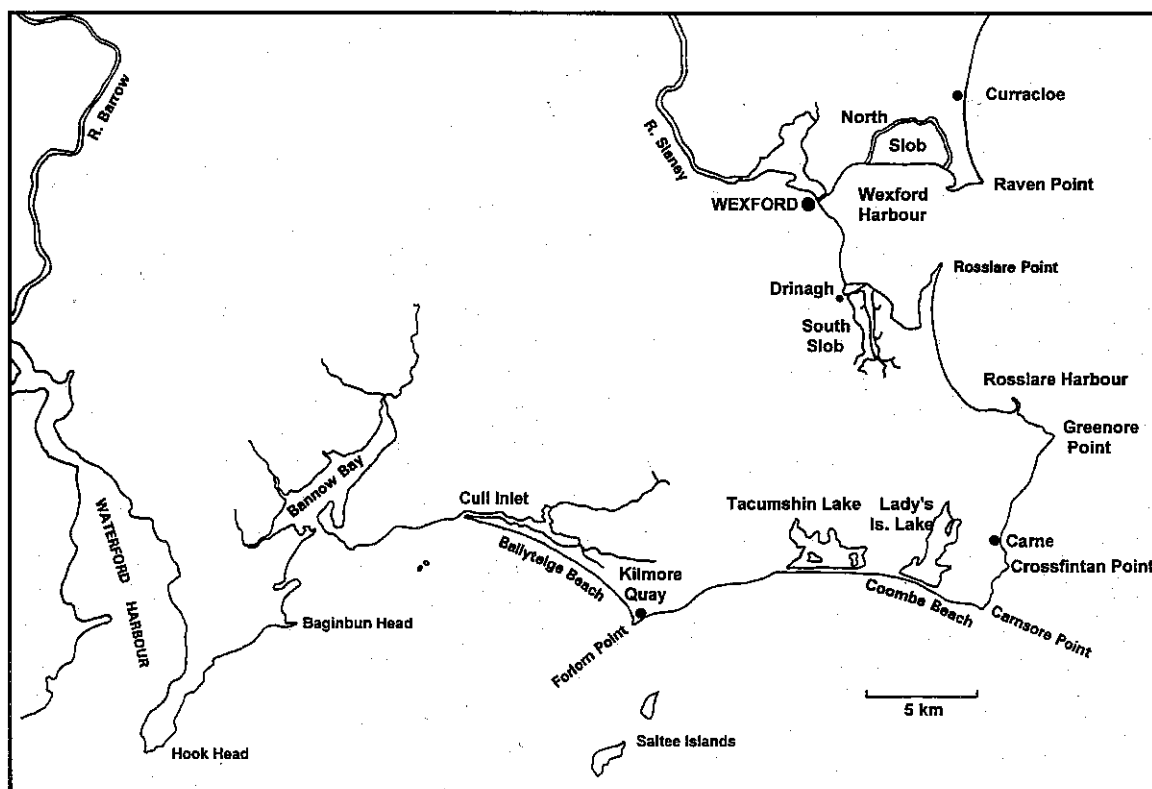 R. Barrow
R. Slaney
Curracloe
North
Slob
Raven Point
WEXFORD
Wexford
Harbour
Rosslare Point
Drinagh
South
Slob
Rosslare Harbour
Greenore
Point
Bannow Bay
Cull Inlet
Tacumshin Lake
Lady's
Is. Lake
Carne
Crossfintan Point
WATERFORD HARBOUR
Ballyteige Beach
Kilmore
Quay
Coombe Beach
Carnsore Point
Baginbun Head
Forlorn Point
5 km
Hook Head
Saltee Islands